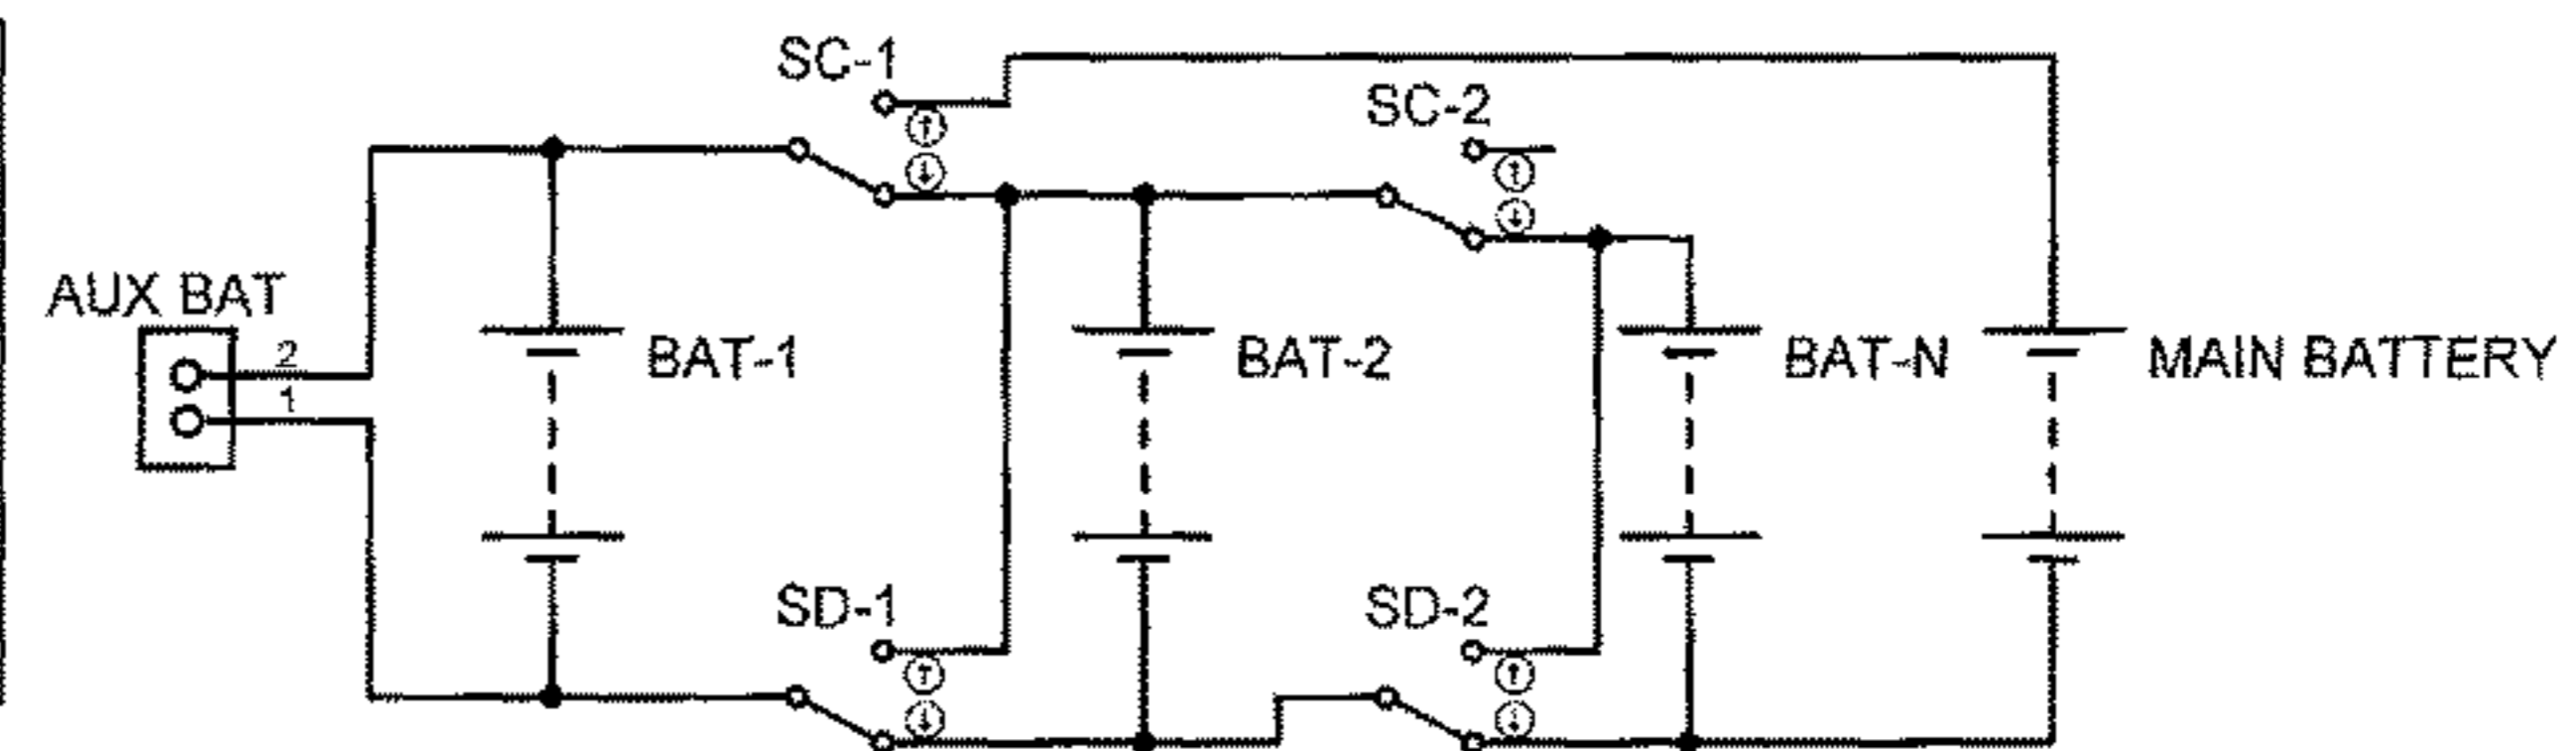 SC-1
SC-2
↑
↓
↑
↓
AUX BAT
2
1
BAT-1
BAT-2
BAT-N
MAIN BATTERY
SD-1
SD-2
↑
↓
↑
↓